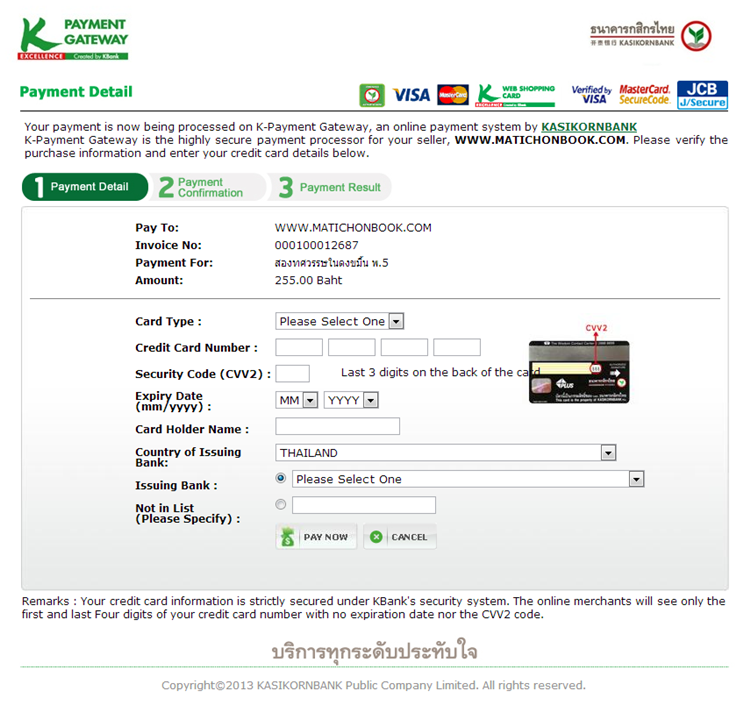 PAYMENT
GATEWAY
EXCELLENCE Created by KBank
ธนาคารกสิกรไทย
开泰银行 KASIKORNBANK
Payment Detail
VISA MasterCard K WEB SHOPPING CARD Verified by VISA MasterCard. SecureCode. JCB J/Secure
Your payment is now being processed on K-Payment Gateway, an online payment system by KASIKORNBANK
K-Payment Gateway is the highly secure payment processor for your seller, WWW.MATICHONBOOK.COM. Please verify the
purchase information and enter your credit card details below.
1 Payment Detail 2 Payment Confirmation 3 Payment Result
Pay To: WWW.MATICHONBOOK.COM
Invoice No: 000100012687
Payment For: สองทศวรรษในดงขมิ้น พ.5
Amount: 255.00 Baht
Card Type : Please Select One
CVV2
Credit Card Number :
Security Code (CVV2) : Last 3 digits on the back of the card
PLUS
Expiry Date
(mm/yyyy) : MM YYYY
Card Holder Name :
Country of Issuing
Bank: THAILAND
Issuing Bank : Please Select One
Not in List
(Please Specify) :
PAY NOW CANCEL
Remarks : Your credit card information is strictly secured under KBank's security system. The online merchants will see only the
first and last Four digits of your credit card number with no expiration date nor the CVV2 code.
บริการทุกระดับประทับใจ
Copyright©2013 KASIKORNBANK Public Company Limited. All rights reserved.